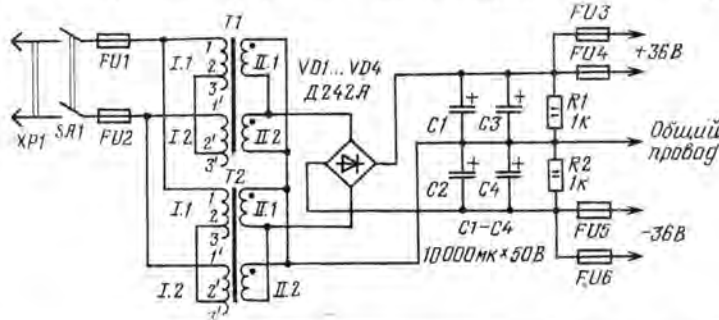 T1
FU3
FU1
I.1
1
2
3
II.1
VD1...VD4
Д242А
FU4
+36В
XP1
SA1
FU2
I.2
1'
2'
3'
II.2
C1
C3
R1
1к
Общий
провод
T2
I.1
1
2
3
II.1
C2
C4
R2
1к
C1–C4
10000мк×50В
FU5
-36В
I.2
1'
2'
II.2
FU6